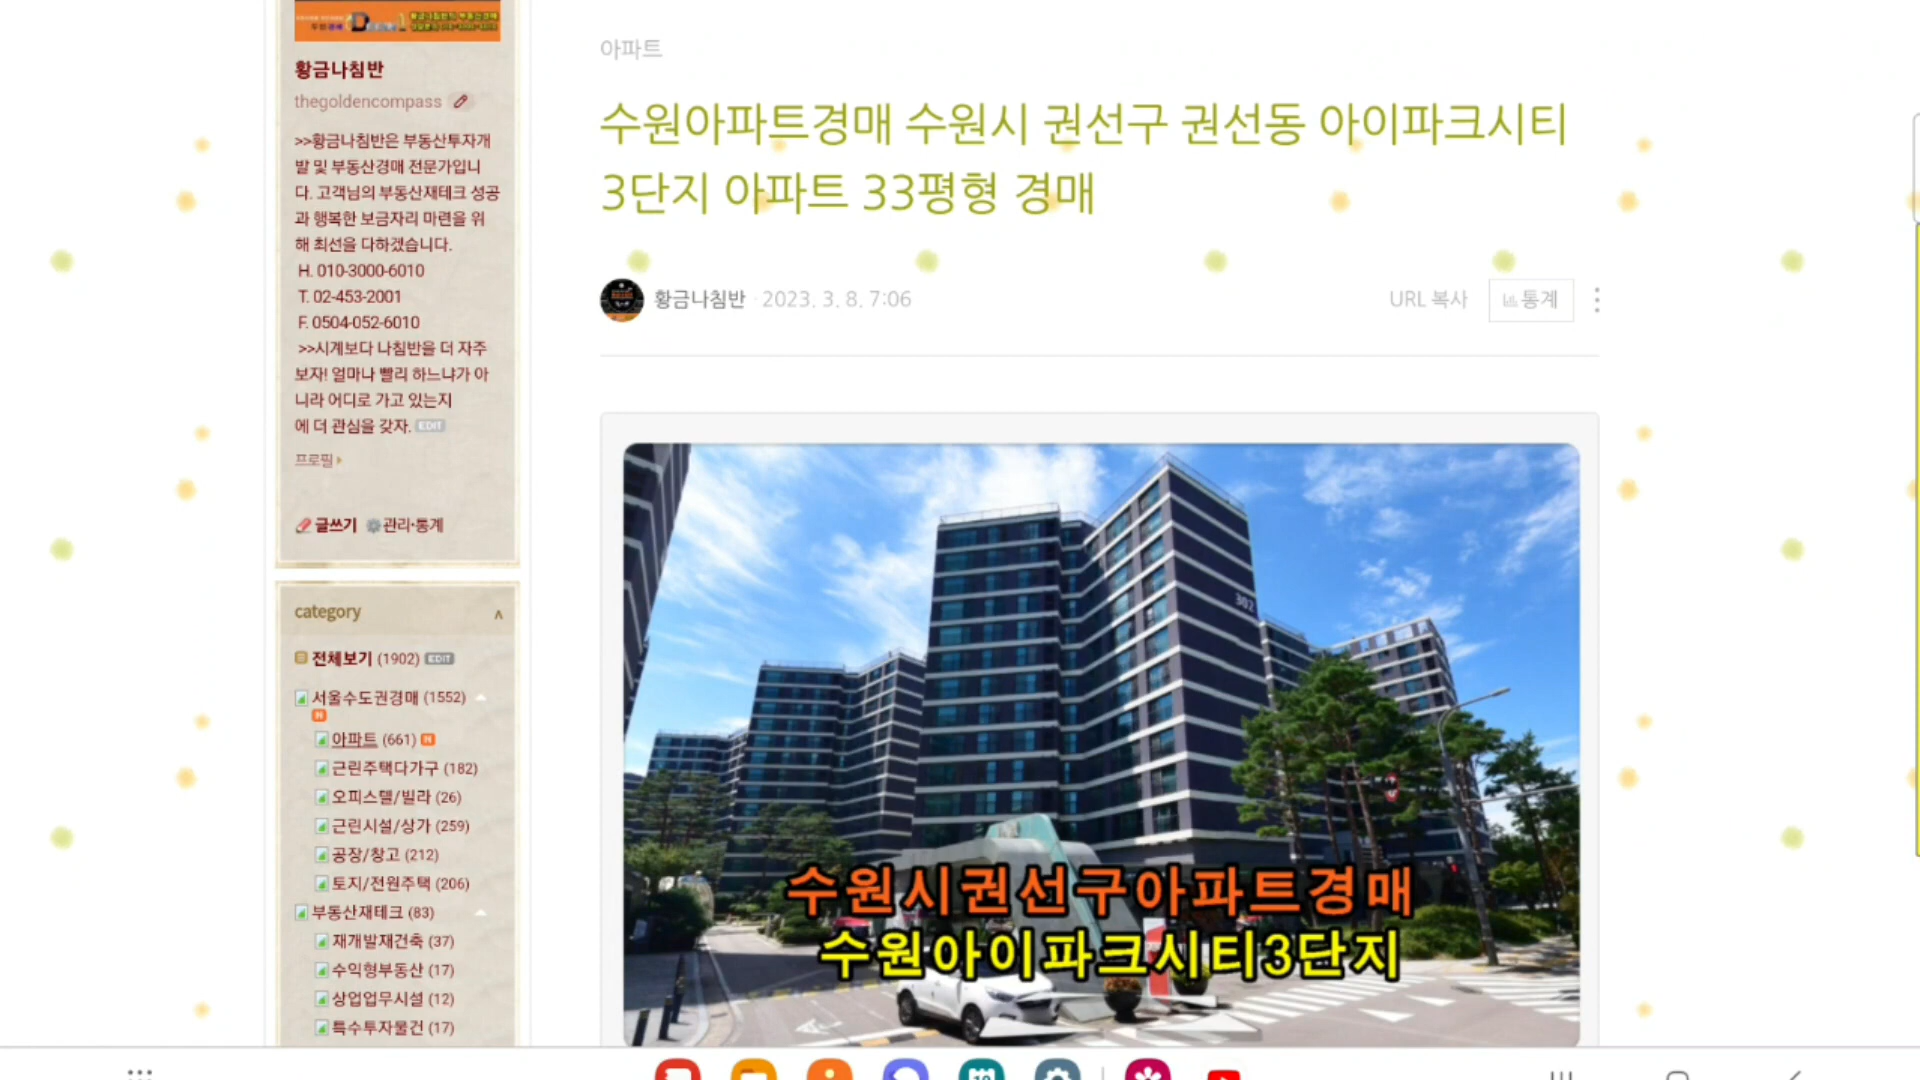 황금나침반
thegoldencompass
>>황금나침반은 부동산투자개
발 및 부동산경매 전문가입니
다. 고객님의 부동산재테크 성공
과 행복한 보금자리 마련을 위
해 최선을 다하겠습니다.
H. 010-3000-6010
T. 02-453-2001
F. 0504-052-6010
>>시계보다 나침반을 더 자주
보자! 얼마나 빨리 하느냐가 아
니라 어디로 가고 있는지
에 더 관심을 갖자. EDIT
프로필
글쓰기 관리·통계
category
전체보기 (1902) EDIT
서울수도권경매 (1552)
N
아파트 (661) N
근린주택다가구 (182)
오피스텔/빌라 (26)
근린시설/상가 (259)
공장/창고 (212)
토지/전원주택 (206)
부동산재테크 (83)
재개발재건축 (37)
수익형부동산 (17)
상업업무시설 (12)
특수투자물건 (17)
아파트
수원아파트경매 수원시 권선구 권선동 아이파크시티
3단지 아파트 33평형 경매
황금나침반 · 2023. 3. 8. 7:06
URL 복사 통계
302
수원시권선구아파트경매
수원아이파크시티3단지